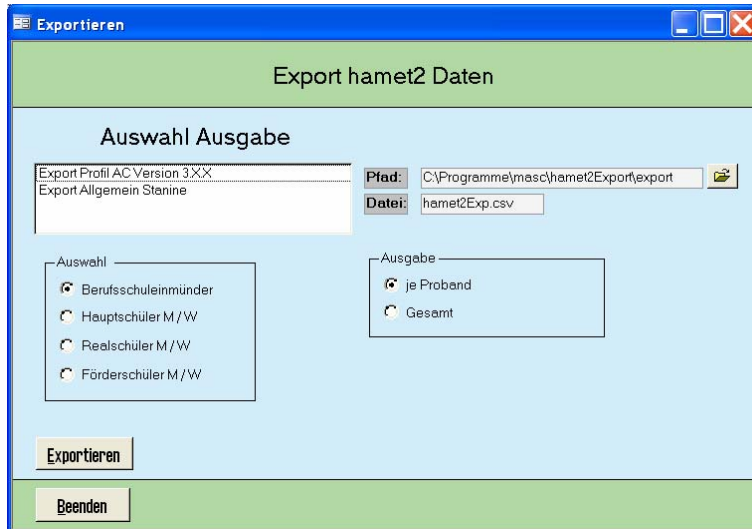 Exportieren
Export hamet2 Daten
Auswahl Ausgabe
Export Profil AC Version 3.X.X
Export Allgemein Stanine
Pfad: C:\Programme\masc\hamet2Export\export
Datei: hamet2Exp.csv
Auswahl
Berufsschuleinmünder
Hauptschüler M / W
Realschüler M / W
Förderschüler M / W
Ausgabe
je Proband
Gesamt
Exportieren
Beenden